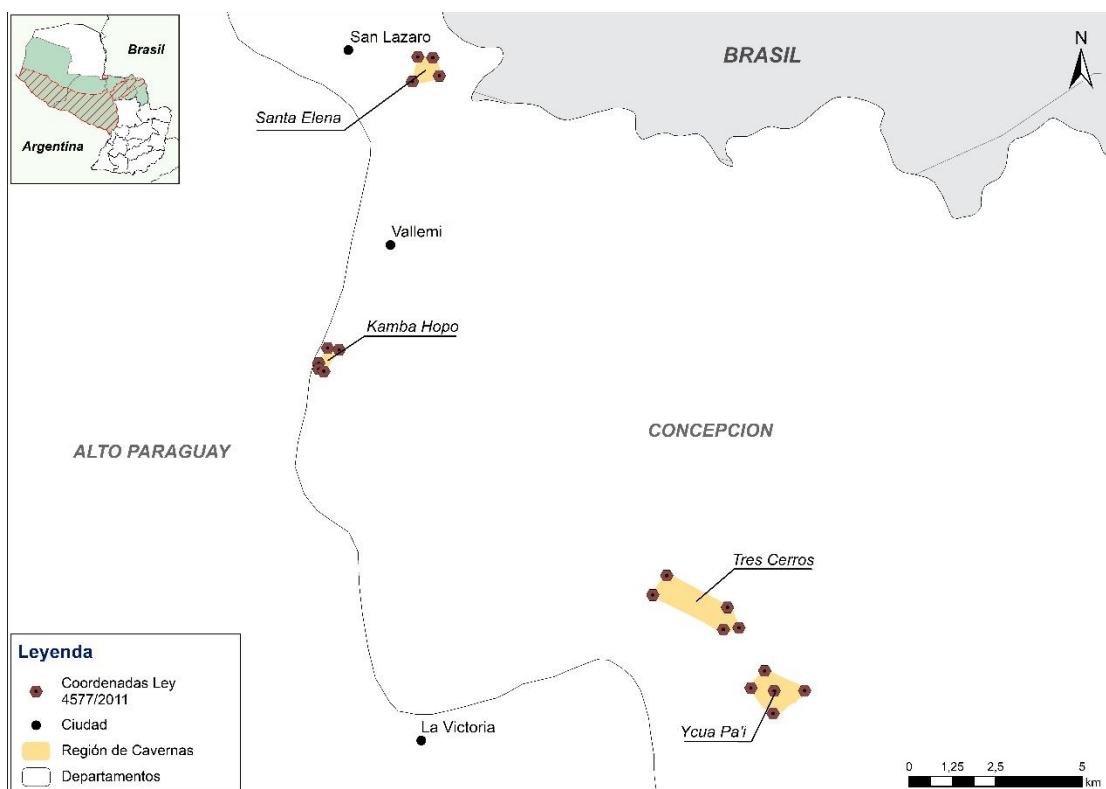 Brasil
Argentina
San Lazaro
BRASIL
N
Santa Elena
Vallemi
Kamba Hopo
ALTO PARAGUAY
CONCEPCION
Tres Cerros
Ycua Pa'i
La Victoria
Leyenda
Coordenadas Ley
4577/2011
Ciudad
Región de Cavernas
Departamentos
0 1,25 2,5 5
km